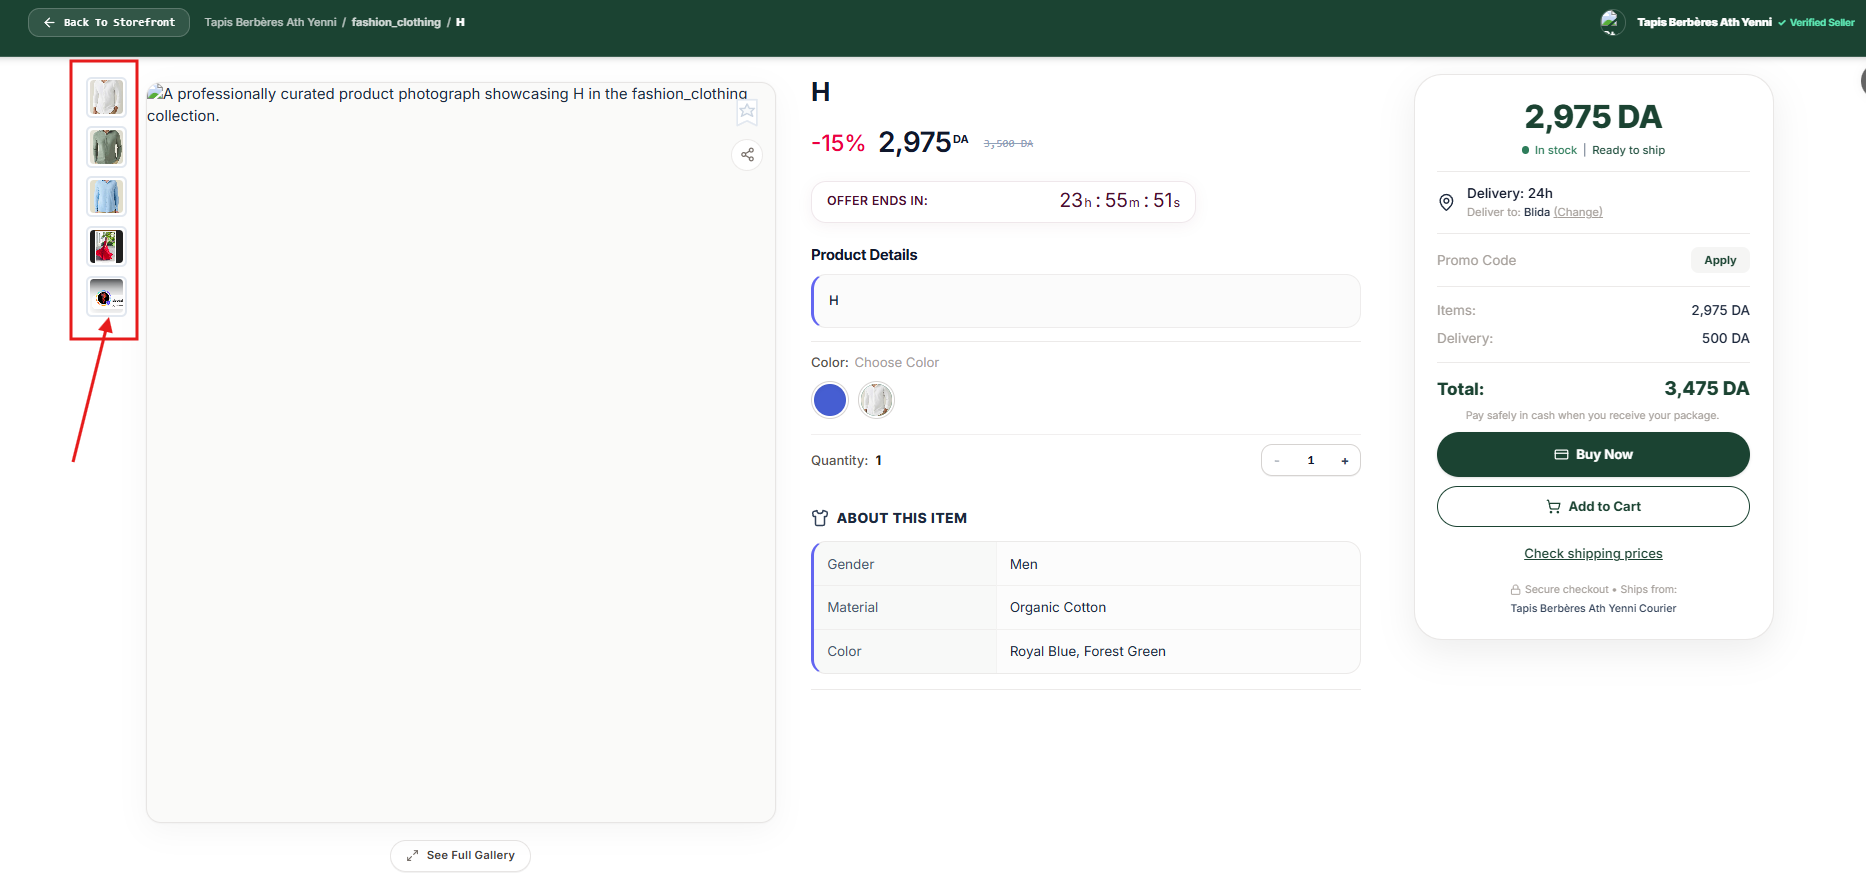 Back To Storefront
Tapis Berbères Ath Yenni / fashion_clothing / H
Tapis Berbères Ath Yenni ✓ Verified Seller
A professionally curated product photograph showcasing H in the fashion_clothing
collection.
See Full Gallery
H
-15% 2,975 DA 3,500 DA
OFFER ENDS IN: 23h : 55m : 51s
Product Details
H
Color: Choose Color
Quantity: 1
- 1 +
ABOUT THIS ITEM
Gender Men
Material Organic Cotton
Color Royal Blue, Forest Green
2,975 DA
In stock | Ready to ship
Delivery: 24h
Deliver to: Blida (Change)
Promo Code Apply
Items: 2,975 DA
Delivery: 500 DA
Total: 3,475 DA
Pay safely in cash when you receive your package.
Buy Now
Add to Cart
Check shipping prices
Secure checkout • Ships from:
Tapis Berbères Ath Yenni Courier